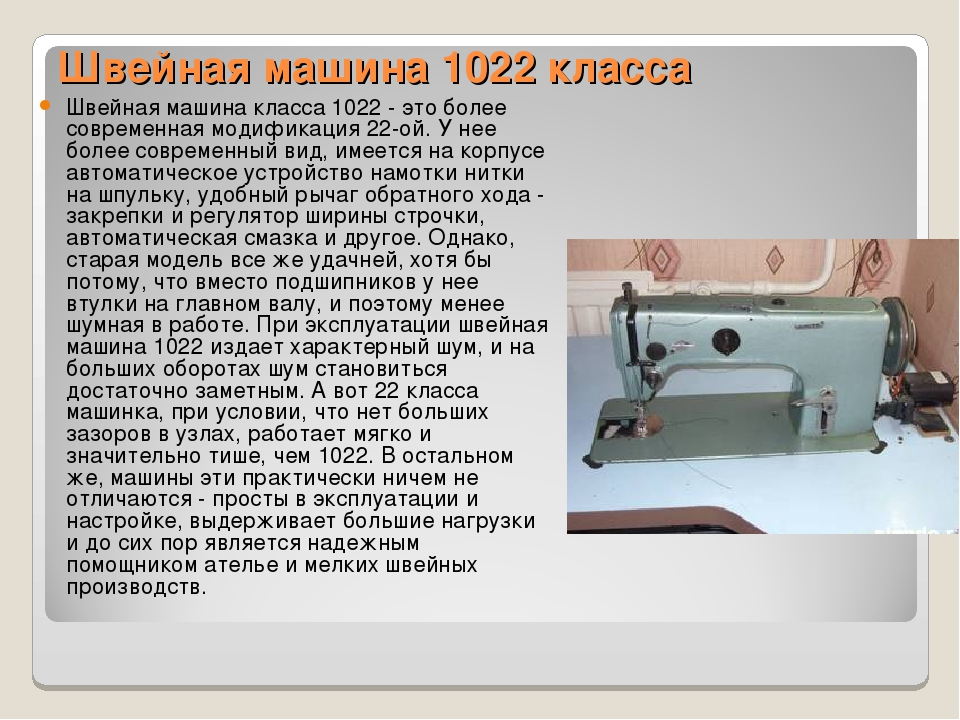 Швейная машина 1022 класса
Швейная машина класса 1022 - это более
современная модификация 22-ой. У нее
более современный вид, имеется на корпусе
автоматическое устройство намотки нитки
на шпульку, удобный рычаг обратного хода -
закрепки и регулятор ширины строчки,
автоматическая смазка и другое. Однако,
старая модель все же удачней, хотя бы
потому, что вместо подшипников у нее
втулки на главном валу, и поэтому менее
шумная в работе. При эксплуатации швейная
машина 1022 издает характерный шум, и на
больших оборотах шум становиться
достаточно заметным. А вот 22 класса
машинка, при условии, что нет больших
зазоров в узлах, работает мягко и
значительно тише, чем 1022. В остальном
же, машины эти практически ничем не
отличаются - просты в эксплуатации и
настройке, выдерживает большие нагрузки
и до сих пор является надежным
помощником ателье и мелких швейных
производств.